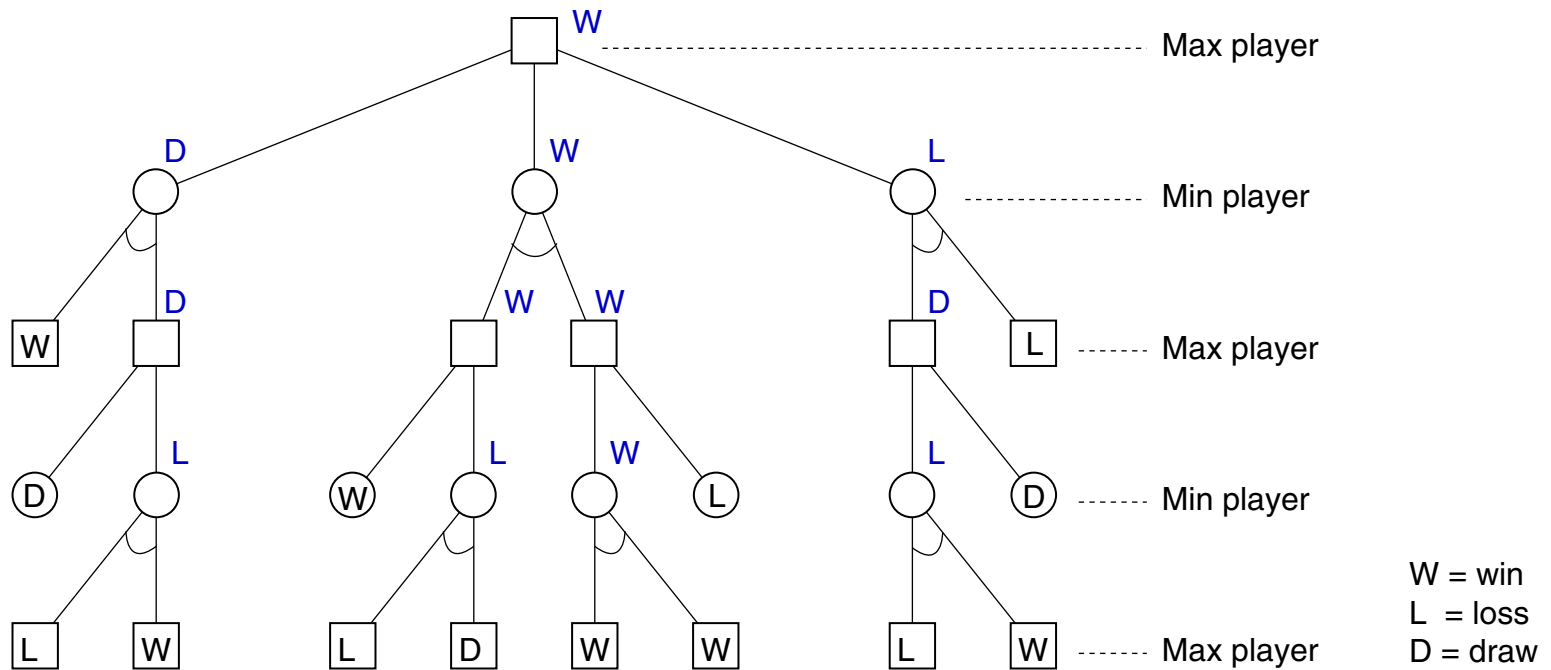 W
Max player
D W L
Min player
D W W D
W L Max player
L L W L
D W L D Min player
W = win
L = loss
L W L D W W L W Max player
D = draw